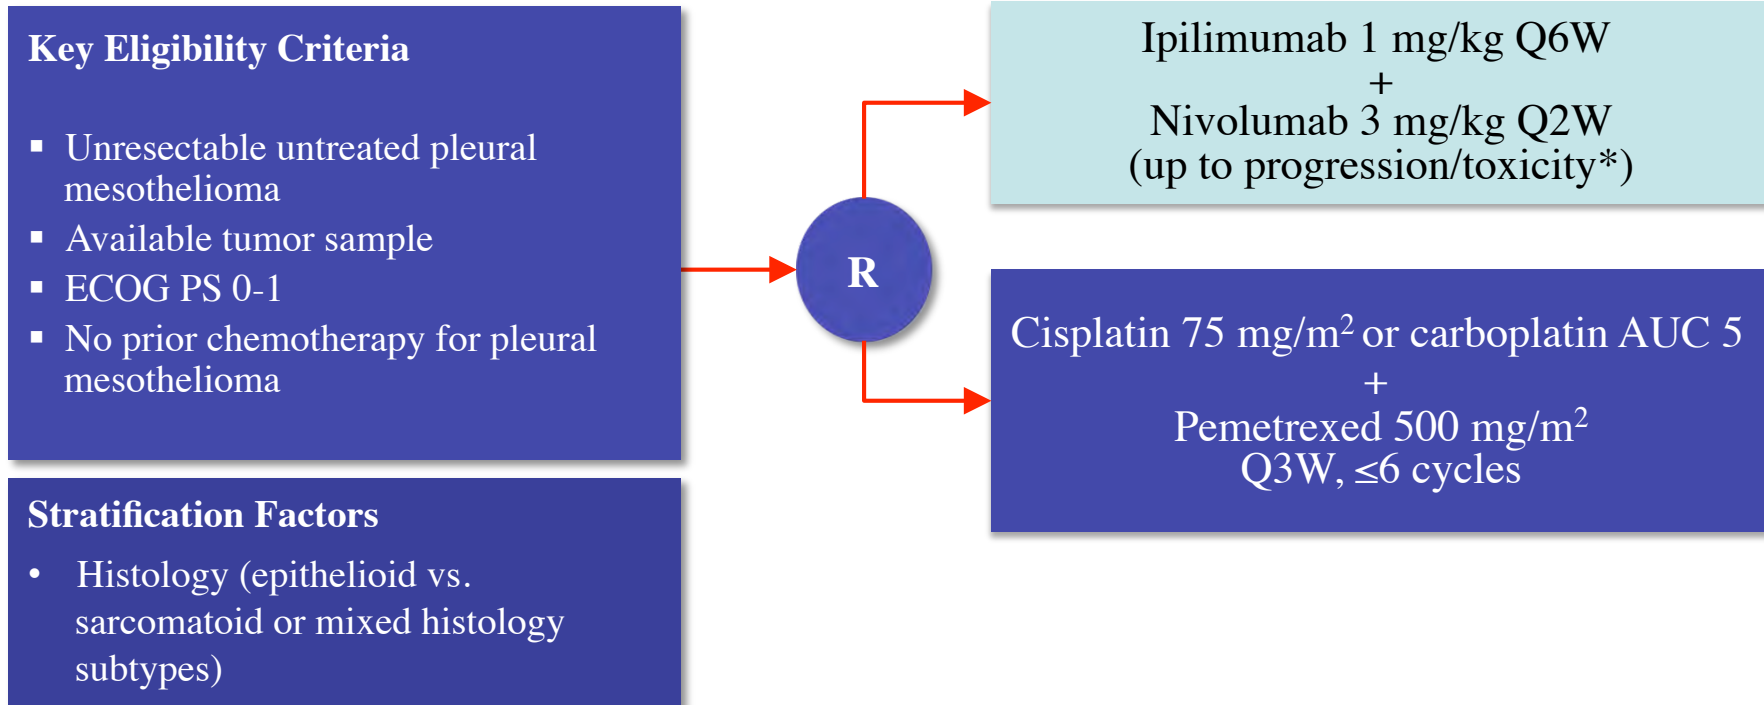 Key Eligibility Criteria
▪ Unresectable untreated pleural
mesothelioma
▪ Available tumor sample
▪ ECOG PS 0-1
▪ No prior chemotherapy for pleural
mesothelioma
Stratification Factors
• Histology (epithelioid vs.
sarcomatoid or mixed histology
subtypes)
R
Ipilimumab 1 mg/kg Q6W
+
Nivolumab 3 mg/kg Q2W
(up to progression/toxicity*)
Cisplatin 75 mg/m² or carboplatin AUC 5
+
Pemetrexed 500 mg/m²
Q3W, ≤6 cycles